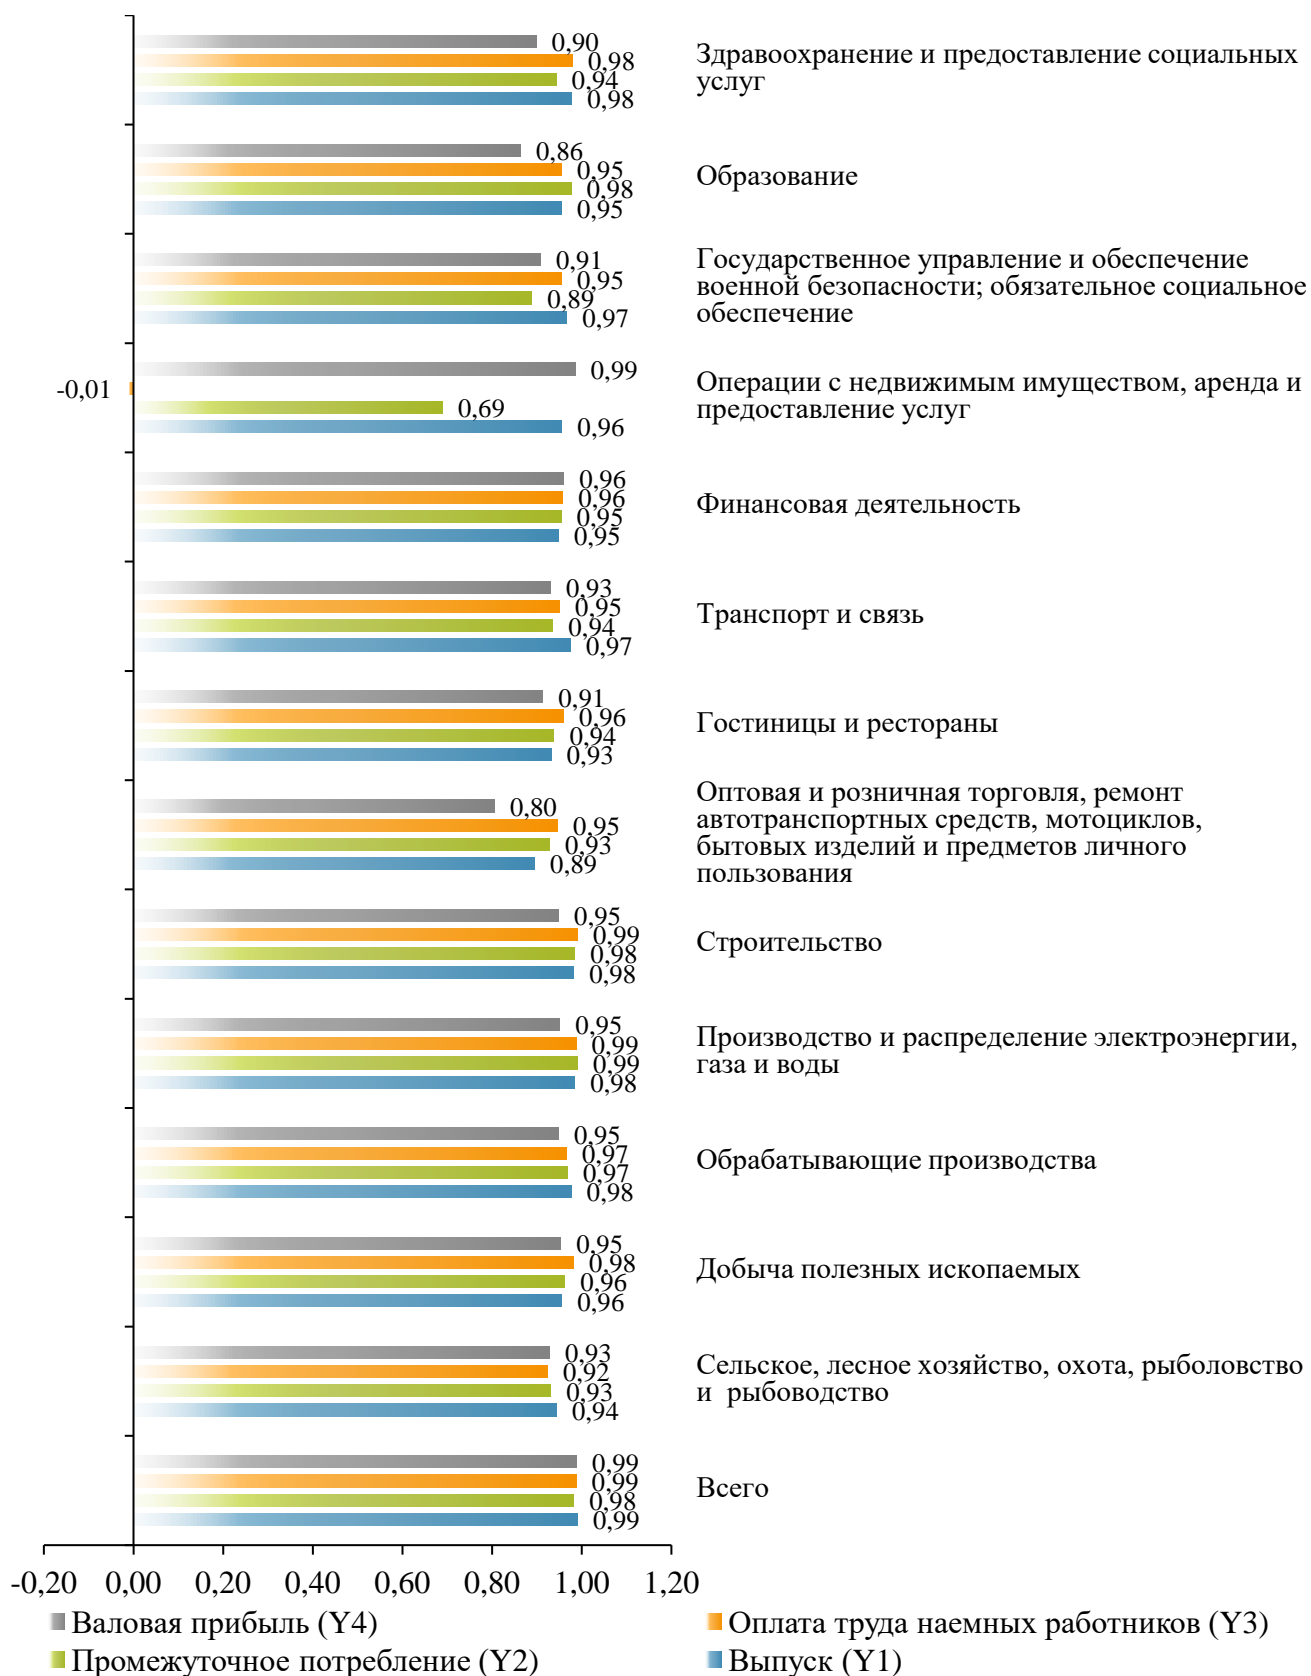 0,90
0,98
0,94
0,98
Здравоохранение и предоставление социальных
услуг
0,86
0,95
0,98
0,95
Образование
0,91
0,95
0,89
0,97
Государственное управление и обеспечение
военной безопасности; обязательное социальное
обеспечение
0,99
-0,01
0,69
0,96
Операции с недвижимым имуществом, аренда и
предоставление услуг
0,96
0,96
0,95
0,95
Финансовая деятельность
0,93
0,95
0,94
0,97
Транспорт и связь
0,91
0,96
0,94
0,93
Гостиницы и рестораны
0,80
0,95
0,93
0,89
Оптовая и розничная торговля, ремонт
автотранспортных средств, мотоциклов,
бытовых изделий и предметов личного
пользования
0,95
0,99
0,98
0,98
Строительство
0,95
0,99
0,99
0,98
Производство и распределение электроэнергии,
газа и воды
0,95
0,97
0,97
0,98
Обрабатывающие производства
0,95
0,98
0,96
0,96
Добыча полезных ископаемых
0,93
0,92
0,93
0,94
Сельское, лесное хозяйство, охота, рыболовство
и рыбоводство
0,99
0,99
0,98
0,99
Всего
-0,20 0,00 0,20 0,40 0,60 0,80 1,00 1,20
Валовая прибыль (Y4) Оплата труда наемных работников (Y3)
Промежуточное потребление (Y2) Выпуск (Y1)